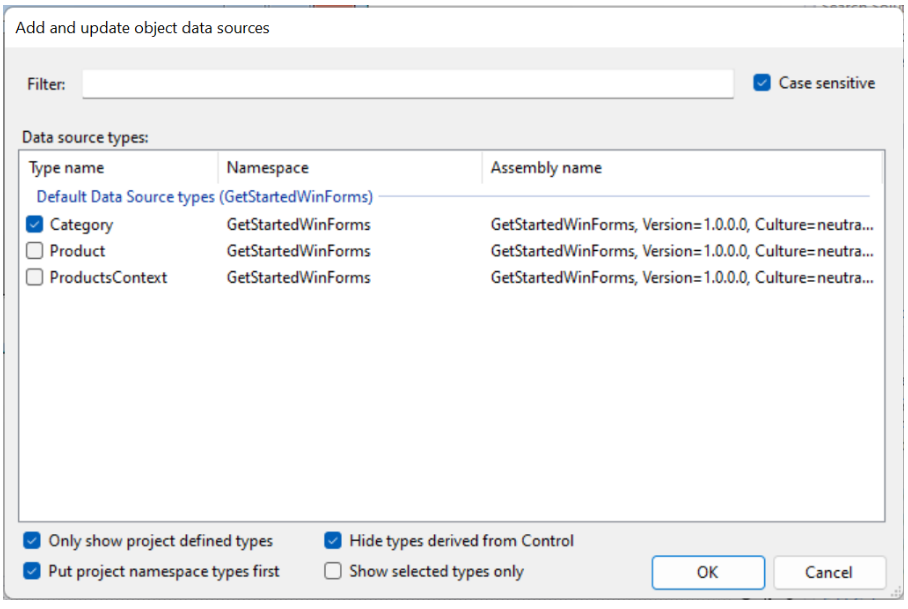 Add and update object data sources
Filter:
Case sensitive
Data source types:
Type name Namespace Assembly name
Default Data Source types (GetStartedWinForms)
Category GetStartedWinForms GetStartedWinForms, Version=1.0.0.0, Culture=neutra...
Product GetStartedWinForms GetStartedWinForms, Version=1.0.0.0, Culture=neutra...
ProductsContext GetStartedWinForms GetStartedWinForms, Version=1.0.0.0, Culture=neutra...
Only show project defined types Hide types derived from Control
Put project namespace types first Show selected types only OK Cancel